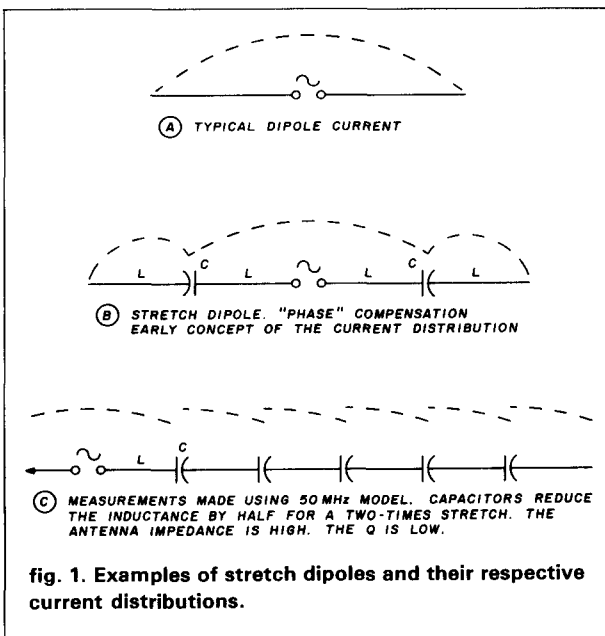 Ⓐ TYPICAL DIPOLE CURRENT
L C L L C L
Ⓑ STRETCH DIPOLE. "PHASE" COMPENSATION
EARLY CONCEPT OF THE CURRENT DISTRIBUTION
L C
Ⓒ MEASUREMENTS MADE USING 50 MHz MODEL. CAPACITORS REDUCE
THE INDUCTANCE BY HALF FOR A TWO-TIMES STRETCH. THE
ANTENNA IMPEDANCE IS HIGH. THE Q IS LOW.
fig. 1. Examples of stretch dipoles and their respective
current distributions.